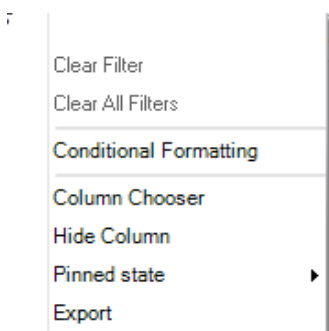 Clear Filter
Clear All Filters
Conditional Formatting
Column Chooser
Hide Column
Pinned state
Export